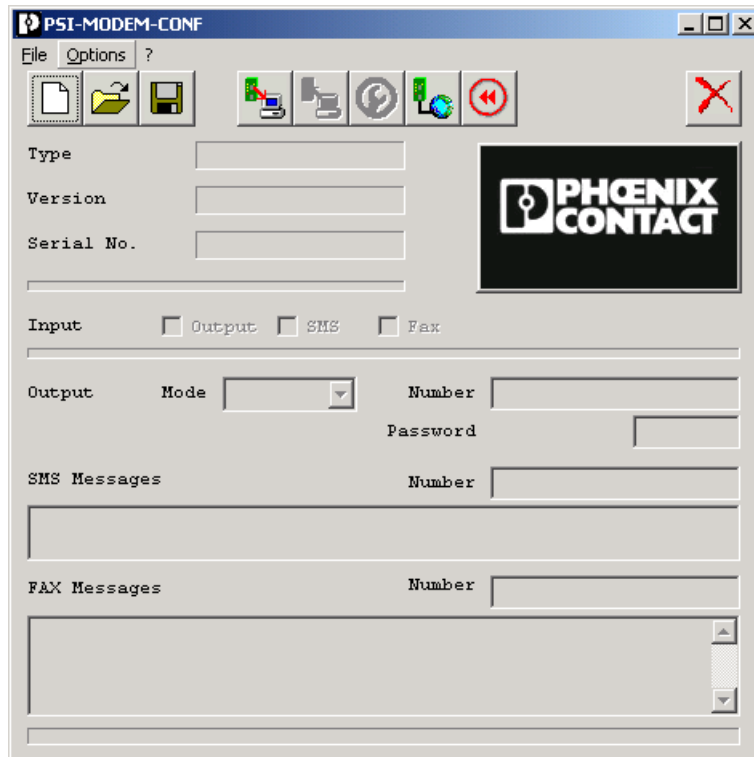 PSI-MODEM-CONF
File Options ?
Type
PHŒNIX
CONTACT
Version
Serial No.
Input Output SMS Fax
Output Mode Number
Password
SMS Messages Number
FAX Messages Number